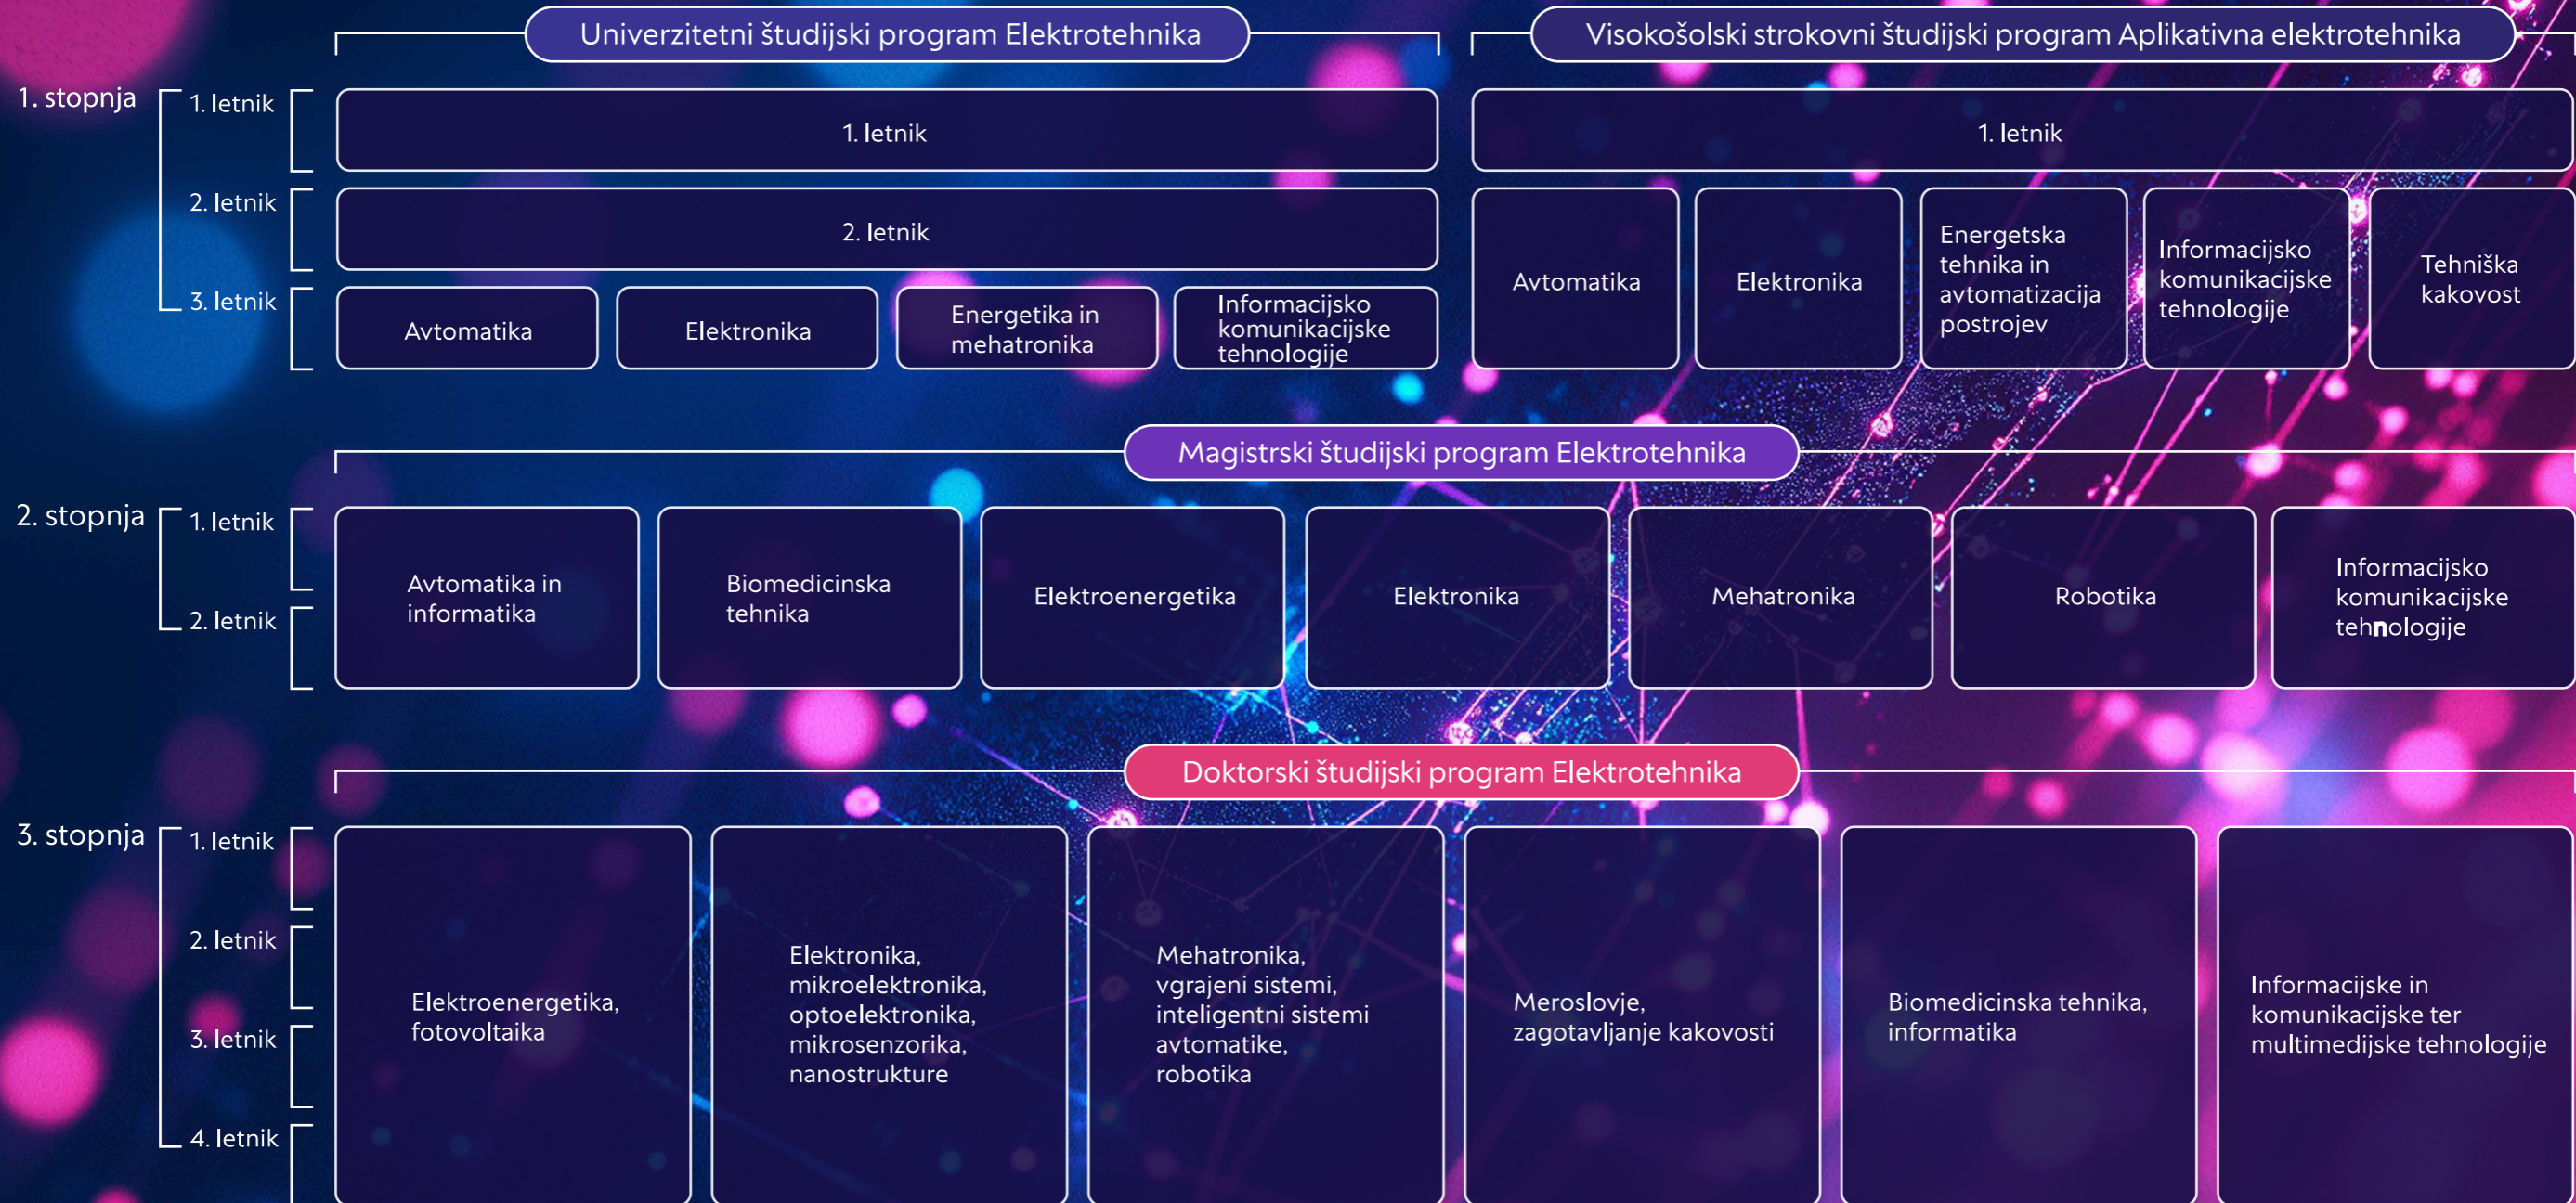 Univerzitetni študijski program Elektrotehnika
Visokošolski strokovni študijski program Aplikativna elektrotehnika
1. stopnja
1. letnik
1. letnik
1. letnik
2. letnik
2. letnik
3. letnik
Avtomatika
Elektronika
Energetika in
mehatronika
Informacijsko
komunikacijske
tehnologije
Avtomatika
Elektronika
Energetska
tehnika in
avtomatizacija
postrojev
Informacijsko
komunikacijske
tehnologije
Tehniška
kakovost
Magistrski študijski program Elektrotehnika
2. stopnja
1. letnik
2. letnik
Avtomatika in
informatika
Biomedicinska
tehnika
Elektroenergetika
Elektronika
Mehatronika
Robotika
Informacijsko
komunikacijske
tehnologije
Doktorski študijski program Elektrotehnika
3. stopnja
1. letnik
2. letnik
3. letnik
4. letnik
Elektroenergetika,
fotovoltaika
Elektronika,
mikroelektronika,
optoelektronika,
mikrosenzorika,
nanostrukture
Mehatronika,
vgrajeni sistemi,
inteligentni sistemi
avtomatike,
robotika
Meroslovje,
zagotavljanje kakovosti
Biomedicinska tehnika,
informatika
Informacijske in
komunikacijske ter
multimedijske tehnologije